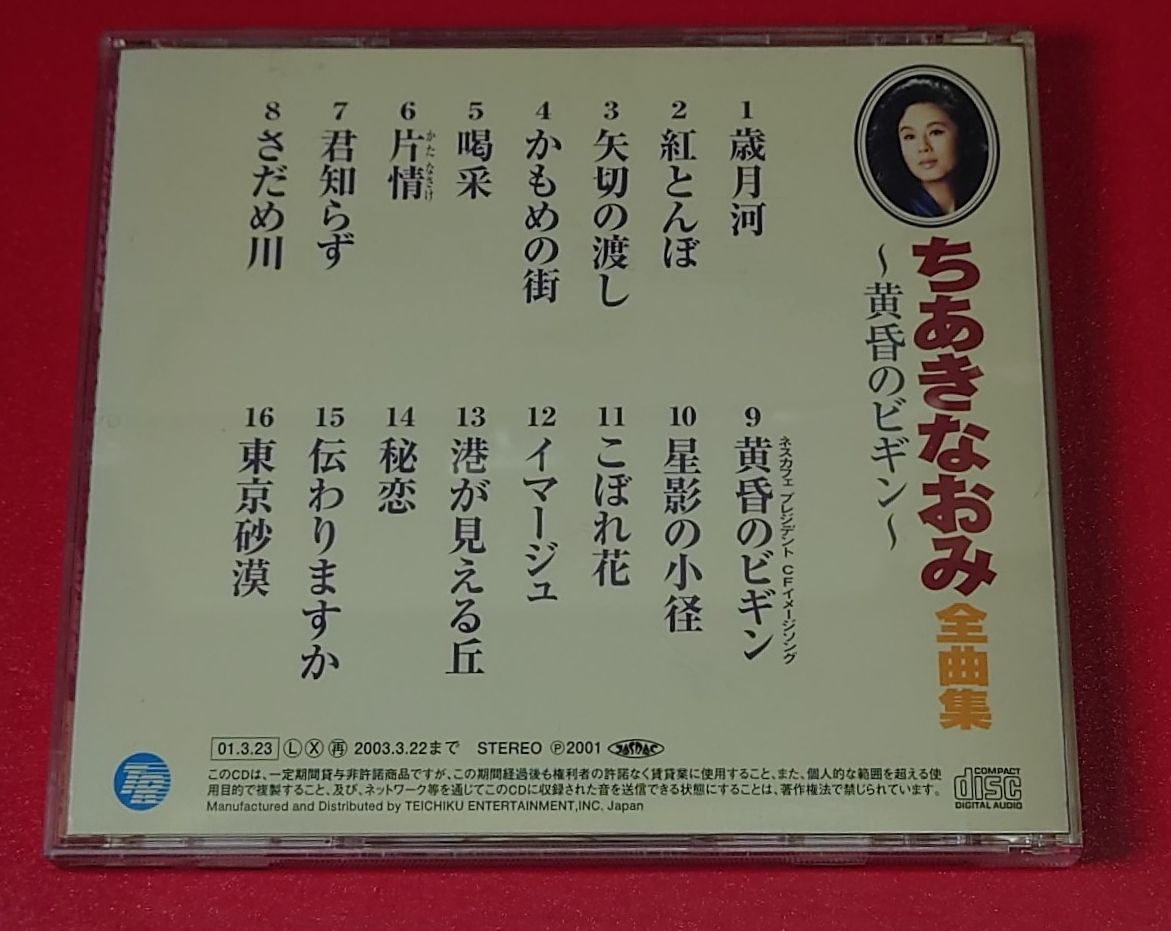 ちあきなおみ全曲集
～黄昏のビギン～
1 歳月河
2 紅とんぼ
3 矢切の渡し
4 かもめの街
5 喝采
6 片情
かたなさけ
7 君知らず
8 さだめ川
ネスカフェ プレジデント CFイメージソング
9 黄昏のビギン
10 星影の小径
11 こぼれ花
12 イマージュ
13 港が見える丘
14 秘恋
15 伝わりますか
16 東京砂漠
01.3.23 Ⓛ Ⓧ 再 2003.3.22まで STEREO Ⓟ2001 JASRAC
このCDは、一定期間貸与非許諾商品ですが、この期間経過後も権利者の許諾なく賃貸業に使用すること、また、個人的な範囲を超える使
用目的で複製すること、及び、ネットワーク等を通じてこのCDに収録された音を送信できる状態にすることは、著作権法で禁じられています。
Manufactured and Distributed by TEICHIKU ENTERTAINMENT,INC. Japan
COMPACT
disc
DIGITAL AUDIO